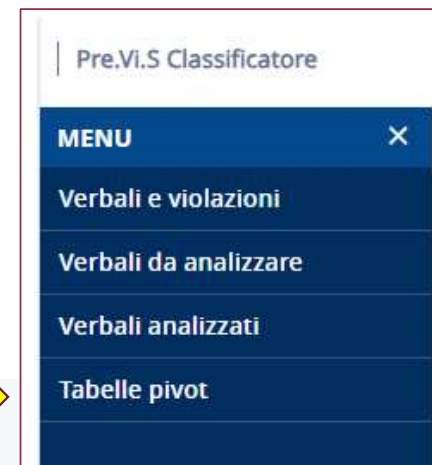 Pre.Vi.S Classificatore
MENU ×
Verbali e violazioni
Verbali da analizzare
Verbali analizzati
Tabelle pivot